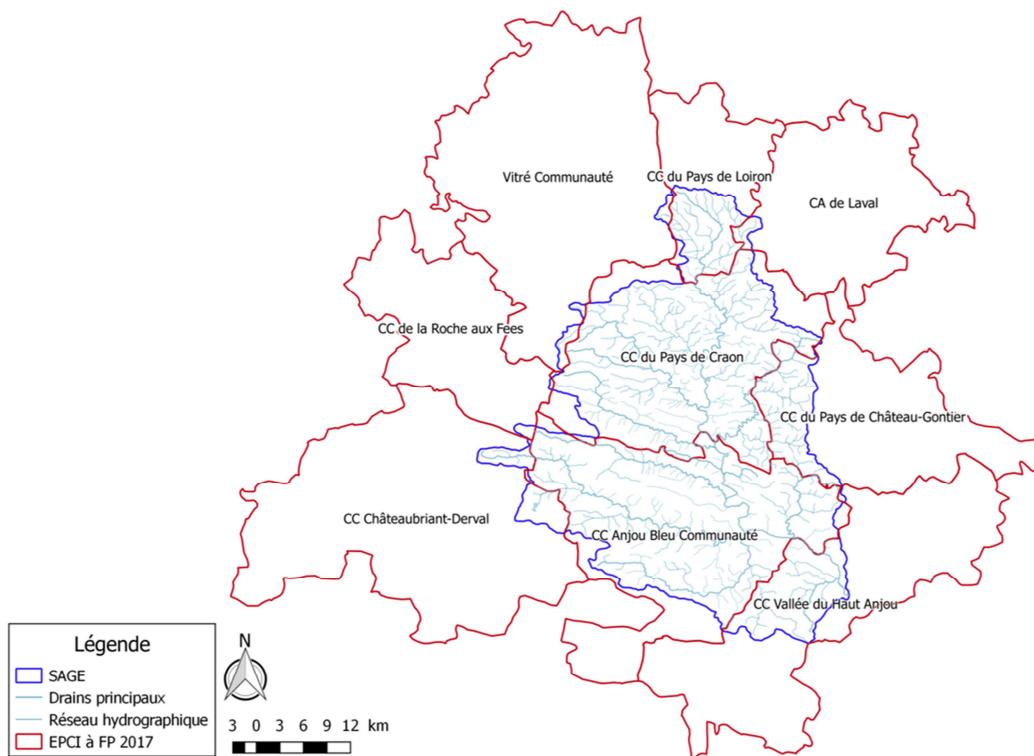 Vitré Communauté
CC du Pays de Loiron
CA de Laval
CC de la Roche aux Fees
CC du Pays de Craon
CC du Pays de Château-Gontier
CC Châteaubriant-Derval
CC Anjou Bleu Communauté
CC Vallée du Haut Anjou
Légende
SAGE
Drains principaux
Réseau hydrographique
EPCI à FP 2017
N
3 0 3 6 9 12 km